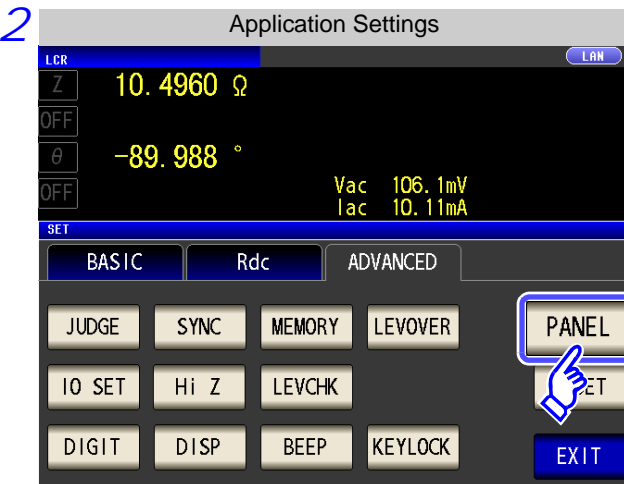 2
Application Settings
LCR
LAN
Z 10.4960 Ω
OFF
θ -89.988 °
OFF
Vac 106.1mV
Iac 10.11mA
SET
BASIC Rdc ADVANCED
JUDGE SYNC MEMORY LEVOVER PANEL
IO SET Hi Z LEVCHK
DIGIT DISP BEEP KEYLOCK EXIT